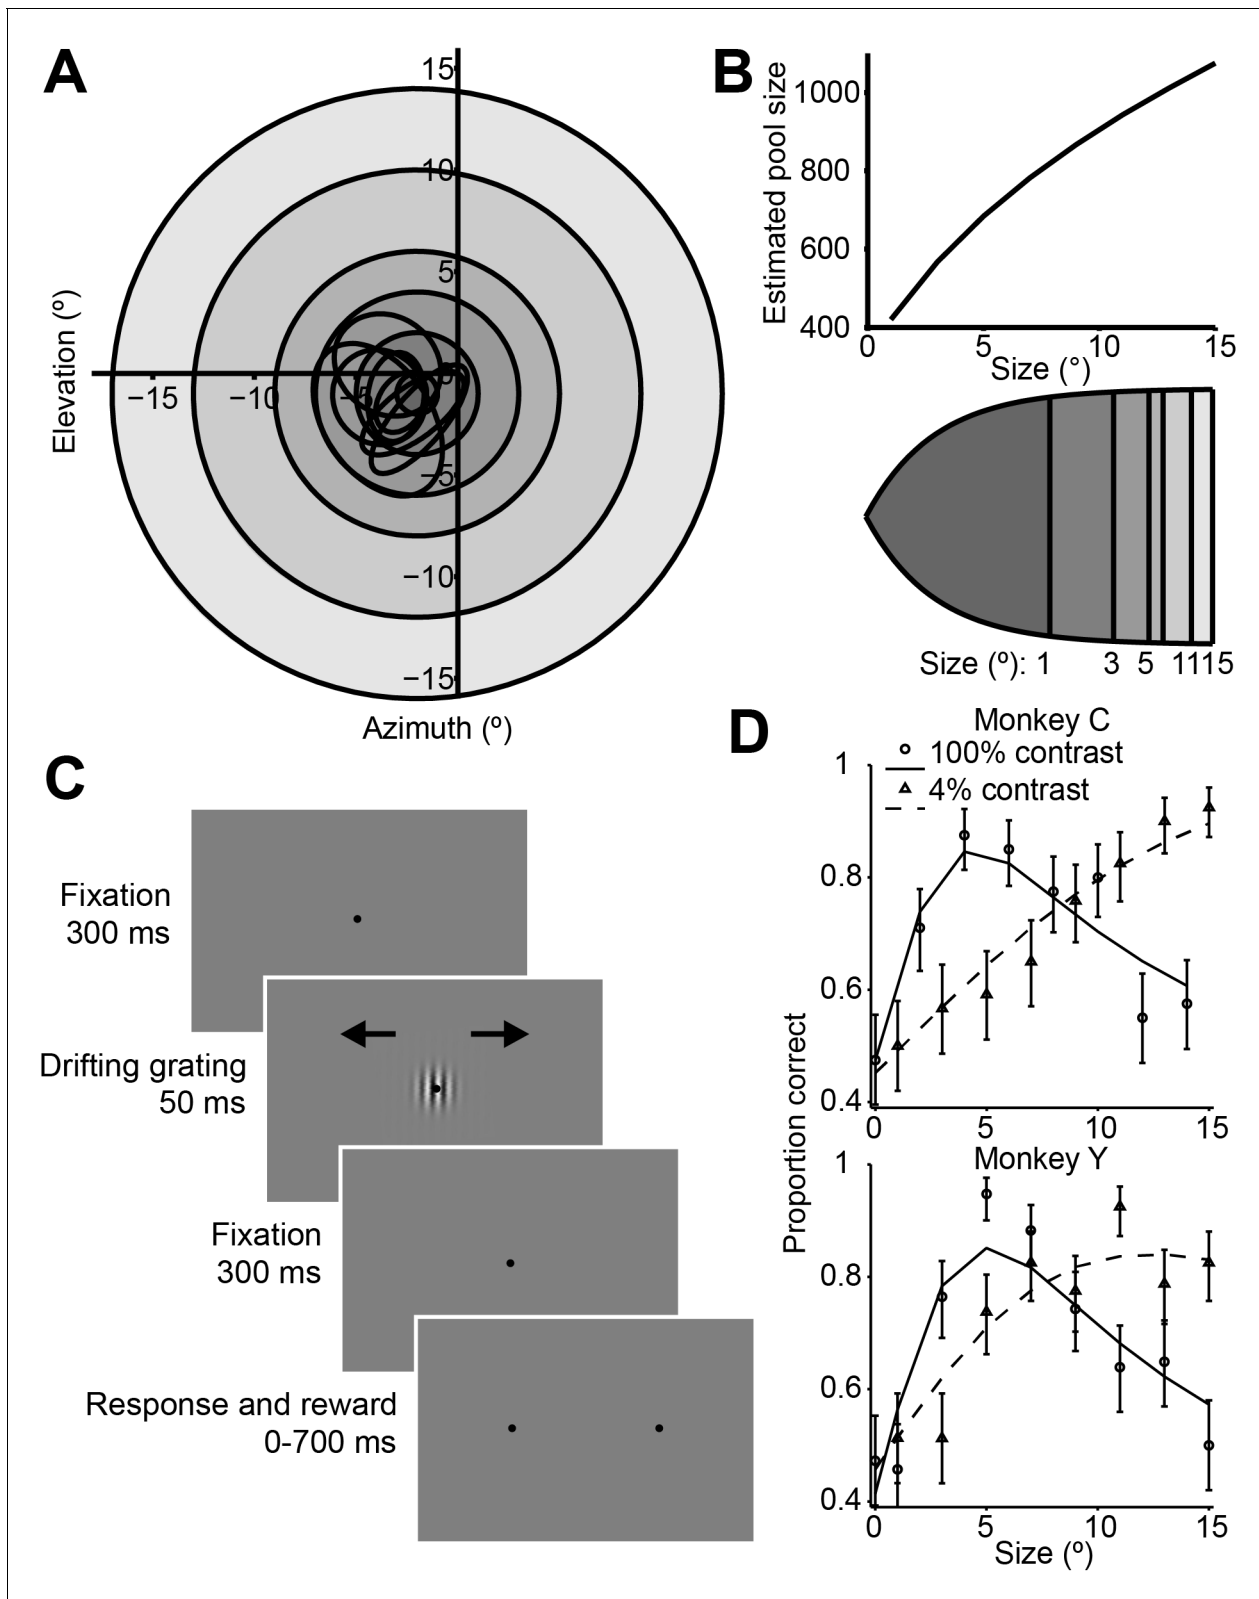 A
15
10
5
0
−15
−10
−5
−5
−10
−15
Elevation (º)
Azimuth (º)
B
Estimated pool size
1000
800
600
400
0
5
10
15
Size (°)
Size (º): 1 3 5 11 15
C
Fixation
300 ms
Drifting grating
50 ms
Fixation
300 ms
Response and reward
0-700 ms
D
Monkey C
100% contrast
4% contrast
1
0.8
0.6
0.4
0 5 10 15
Proportion correct
Monkey Y
1
0.8
0.6
0.4
0 5 10 15
Size (º)